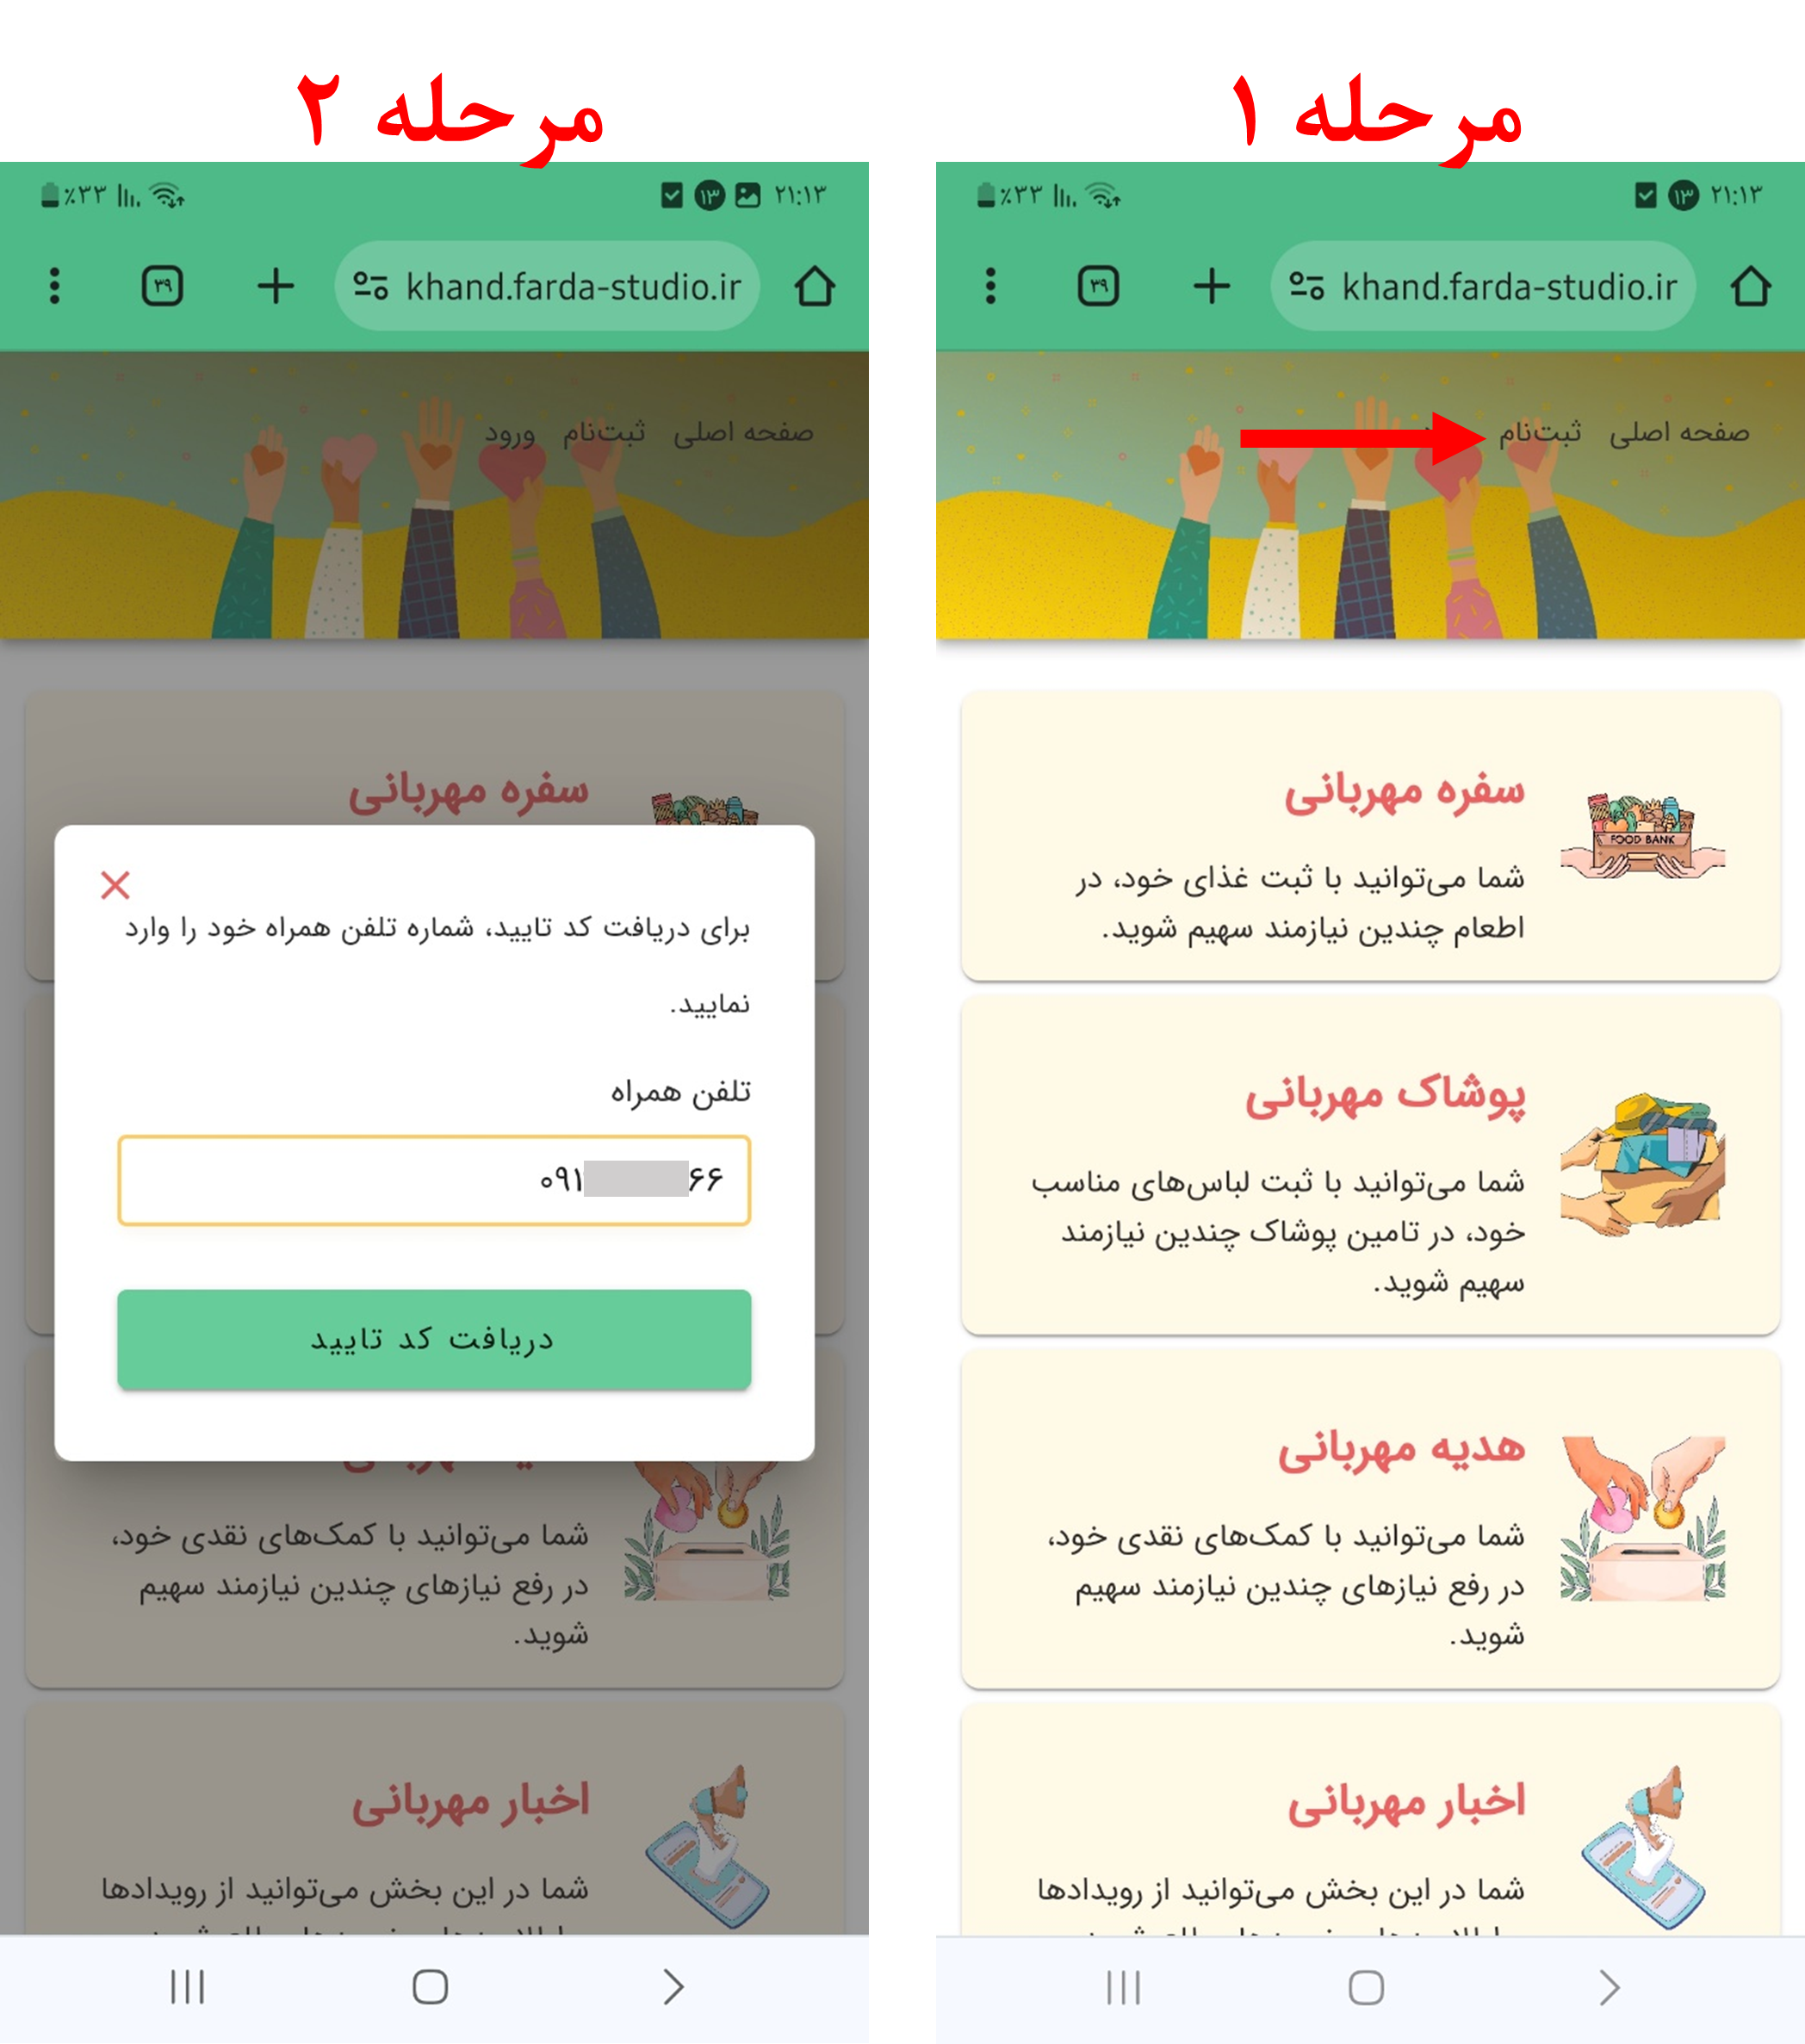 مرحله ۱
۲۱:۱۳ ۱۳ ٪۳۳
khand.farda-studio.ir
۳۹
صفحه اصلی ثبت‌نام
سفره مهربانی
FOOD BANK
شما می‌توانید با ثبت غذای خود، در
اطعام چندین نیازمند سهیم شوید.
پوشاک مهربانی
شما می‌توانید با ثبت لباس‌های مناسب
خود، در تامین پوشاک چندین نیازمند
سهیم شوید.
هدیه مهربانی
شما می‌توانید با کمک‌های نقدی خود،
در رفع نیازهای چندین نیازمند سهیم
شوید.
اخبار مهربانی
شما در این بخش می‌توانید از رویدادها
مرحله ۲
۲۱:۱۳ ۱۳ ٪۳۳
khand.farda-studio.ir
۳۹
صفحه اصلی ثبت‌نام ورود
سفره مهربانی
برای دریافت کد تایید، شماره تلفن همراه خود را وارد
نمایید.
تلفن همراه
۰۹۱ ۶۶
دریافت کد تایید
شما می‌توانید با کمک‌های نقدی خود،
در رفع نیازهای چندین نیازمند سهیم
شوید.
اخبار مهربانی
شما در این بخش می‌توانید از رویدادها